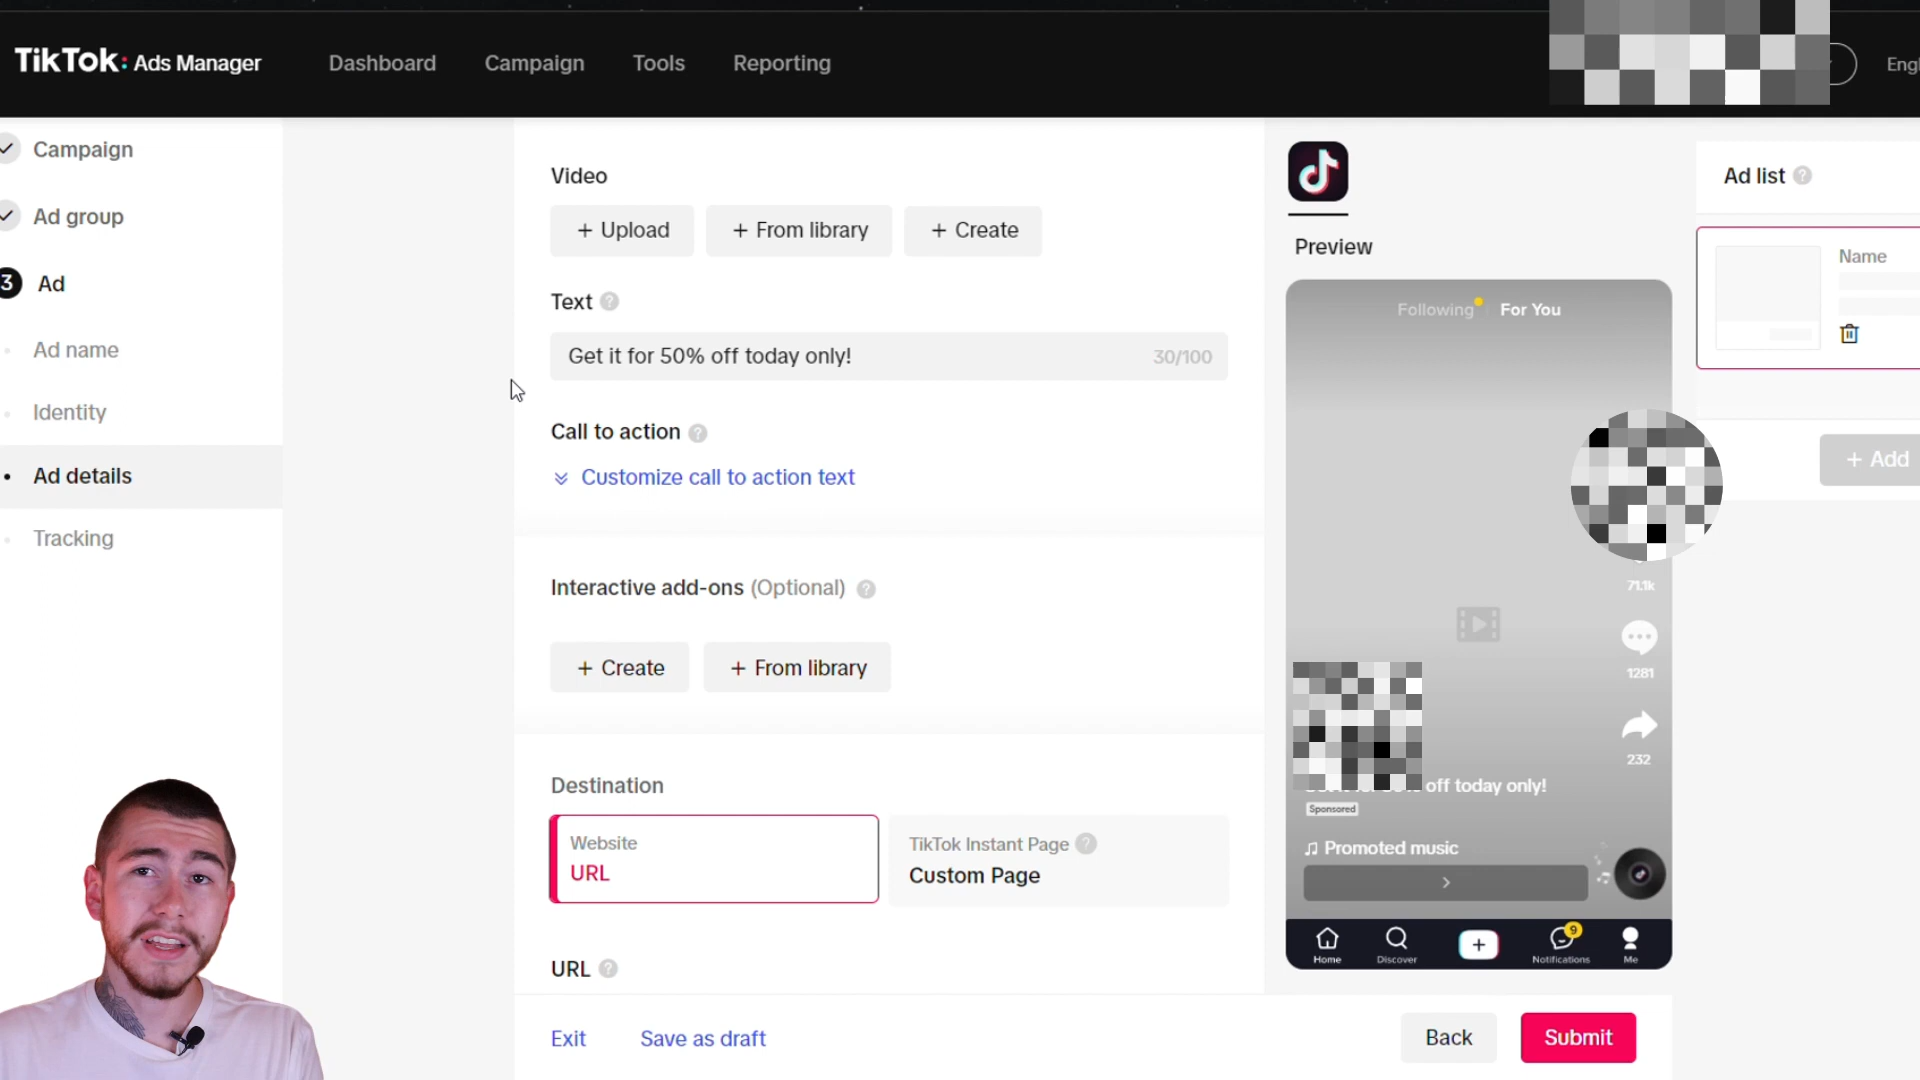 TikTok: Ads Manager
Dashboard
Campaign
Tools
Reporting
Engl
Campaign
Ad group
3 Ad
Ad name
Identity
Ad details
Tracking
Video
+ Upload
+ From library
+ Create
Text ?
Get it for 50% off today only!
30/100
Call to action ?
Customize call to action text
Interactive add-ons (Optional) ?
+ Create
+ From library
Destination
Website
URL
TikTok Instant Page ?
Custom Page
URL ?
Exit
Save as draft
Back
Submit
Preview
Following
For You
71.1k
1281
232
off today only!
Sponsored
Promoted music
Home
Discover
9
Notifications
Me
Ad list ?
Name
+ Add